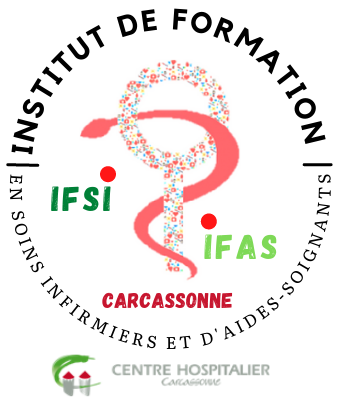 INSTITUT DE FORMATION
IFSI
IFAS
CARCASSONNE
EN SOINS INFIRMIERS ET D'AIDES-SOIGNANTS
CENTRE HOSPITALIER
Carcassonne